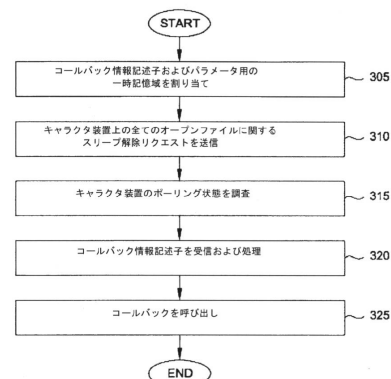 START
コールバック情報記述子およびパラメータ用の
一時記憶域を割り当て
305
キャラクタ装置上の全てのオープンファイルに関する
スリープ解除リクエストを送信
310
キャラクタ装置のポーリング状態を調査
315
コールバック情報記述子を受信および処理
320
コールバックを呼び出し
325
END